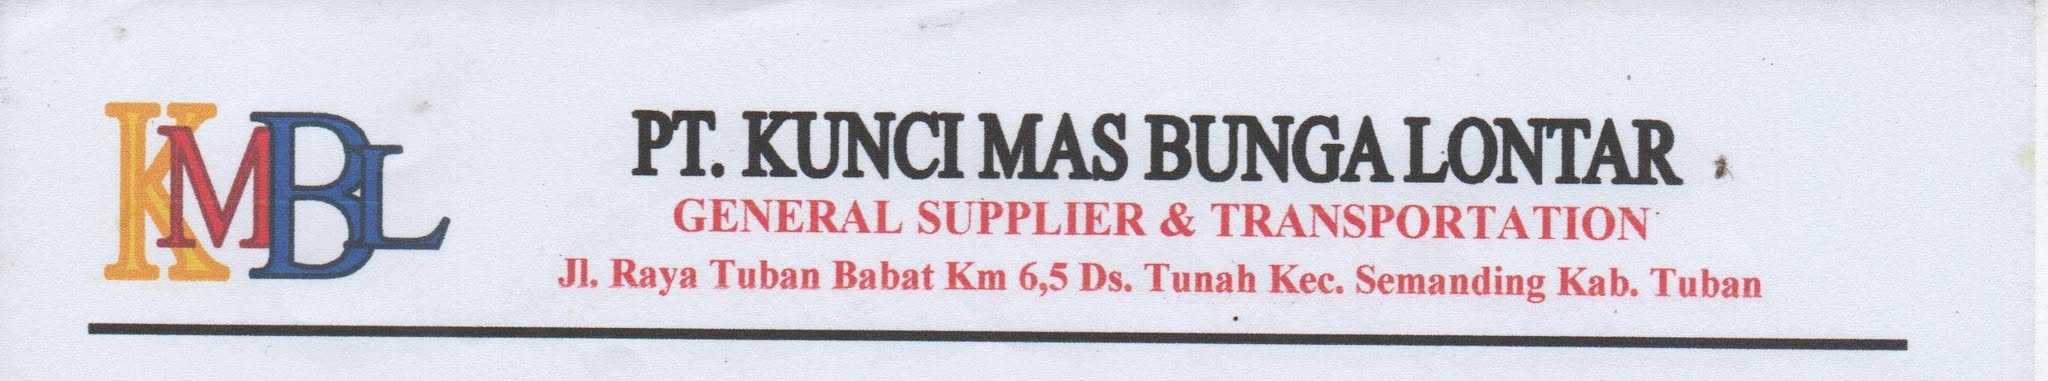 KMBL
PT. KUNCI MAS BUNGA LONTAR
GENERAL SUPPLIER & TRANSPORTATION
Jl. Raya Tuban Babat Km 6,5 Ds. Tunah Kec. Semanding Kab. Tuban